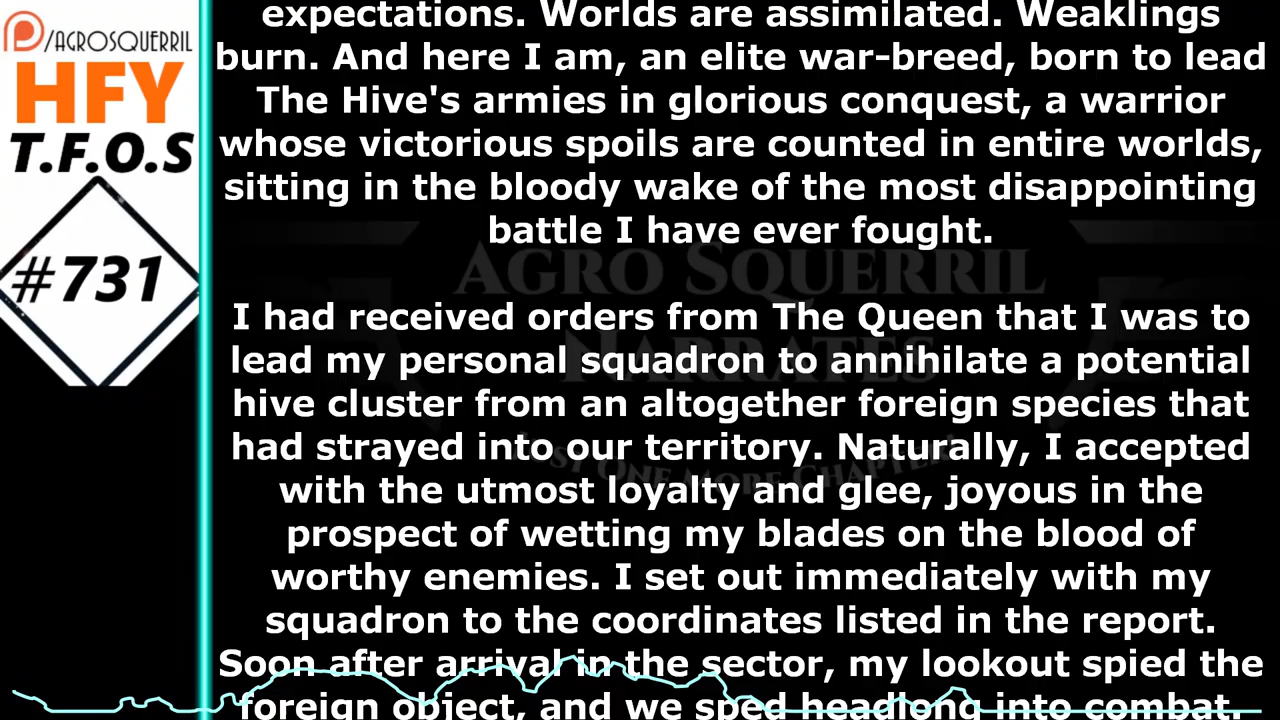 /AGROSQUERRIL
HFY
T.F.O.S
#731
expectations. Worlds are assimilated. Weaklings
burn. And here I am, an elite war-breed, born to lead
The Hive's armies in glorious conquest, a warrior
whose victorious spoils are counted in entire worlds,
sitting in the bloody wake of the most disappointing
battle I have ever fought.
I had received orders from The Queen that I was to
lead my personal squadron to annihilate a potential
hive cluster from an altogether foreign species that
had strayed into our territory. Naturally, I accepted
with the utmost loyalty and glee, joyous in the
prospect of wetting my blades on the blood of
worthy enemies. I set out immediately with my
squadron to the coordinates listed in the report.
Soon after arrival in the sector, my lookout spied the
foreign object, and we sped headlong into combat.
AGRO SQUERRIL
NARRATES
JUST ONE MORE CHAPTER